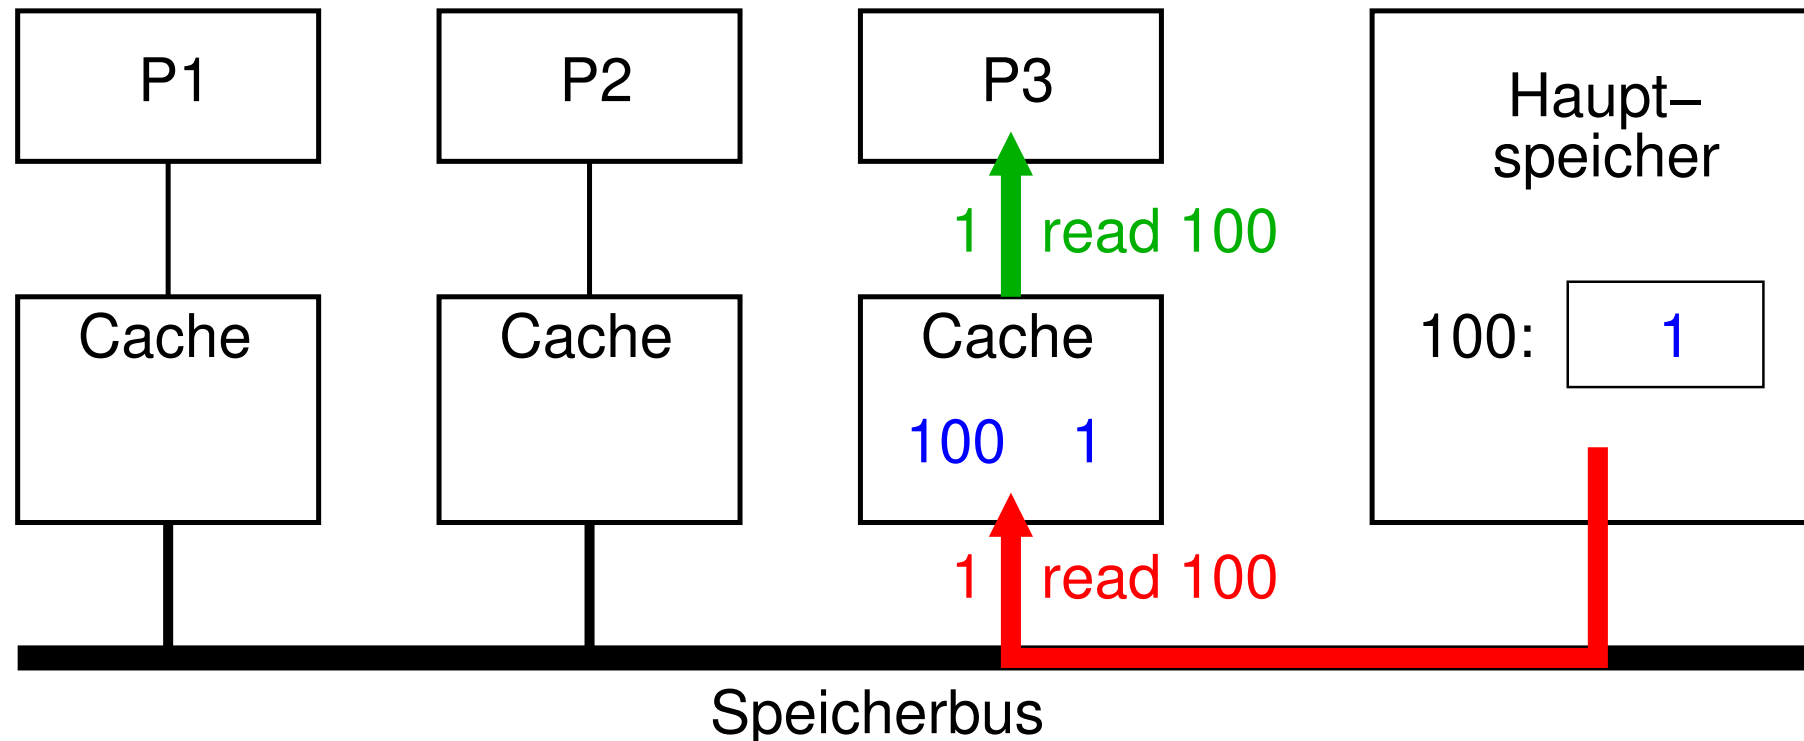 P1
P2
P3
Haupt–
speicher
1 read 100
Cache
Cache
Cache
100: 1
100 1
1 read 100
Speicherbus